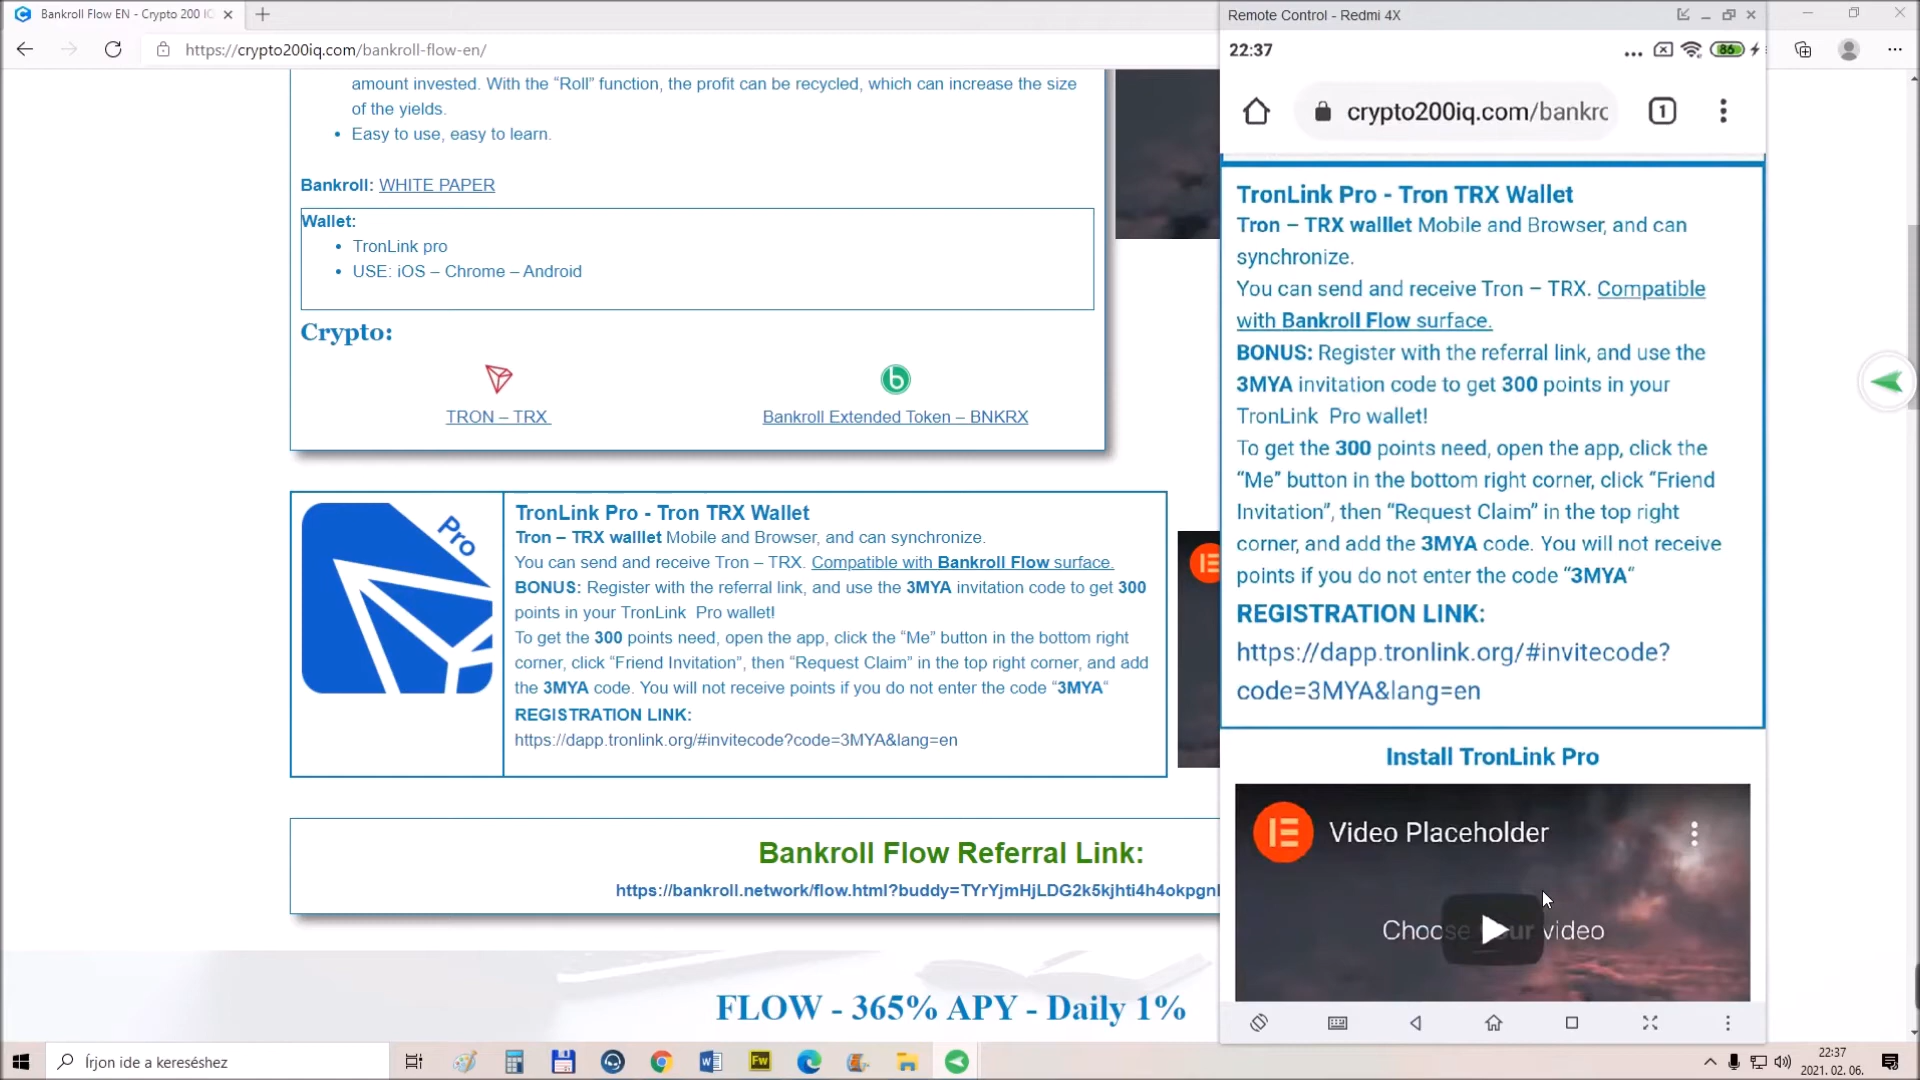 Bankroll Flow EN - Crypto 200 IQ
https://crypto200iq.com/bankroll-flow-en/
amount invested. With the “Roll” function, the profit can be recycled, which can increase the size
of the yields.
Easy to use, easy to learn.
Bankroll: WHITE PAPER
Wallet:
TronLink pro
USE: iOS – Chrome – Android
Crypto:
TRON – TRX
Bankroll Extended Token – BNKRX
Pro
TronLink Pro - Tron TRX Wallet
Tron – TRX walllet Mobile and Browser, and can synchronize.
You can send and receive Tron – TRX. Compatible with Bankroll Flow surface.
BONUS: Register with the referral link, and use the 3MYA invitation code to get 300
points in your TronLink Pro wallet!
To get the 300 points need, open the app, click the “Me” button in the bottom right
corner, click “Friend Invitation”, then “Request Claim” in the top right corner, and add
the 3MYA code. You will not receive points if you do not enter the code “3MYA“
REGISTRATION LINK:
https://dapp.tronlink.org/#invitecode?code=3MYA&lang=en
Bankroll Flow Referral Link:
https://bankroll.network/flow.html?buddy=TYrYjmHjLDG2k5kjhti4h4okpgn
FLOW - 365% APY - Daily 1%
Remote Control - Redmi 4X
22:37
86
crypto200iq.com/bankro
1
TronLink Pro - Tron TRX Wallet
Tron – TRX walllet Mobile and Browser, and can
synchronize.
You can send and receive Tron – TRX. Compatible
with Bankroll Flow surface.
BONUS: Register with the referral link, and use the
3MYA invitation code to get 300 points in your
TronLink Pro wallet!
To get the 300 points need, open the app, click the
“Me” button in the bottom right corner, click “Friend
Invitation”, then “Request Claim” in the top right
corner, and add the 3MYA code. You will not receive
points if you do not enter the code “3MYA“
REGISTRATION LINK:
https://dapp.tronlink.org/#invitecode?
code=3MYA&lang=en
Install TronLink Pro
Video Placeholder
Choose your video
Írjon ide a kereséshez
Fw
22:37
2021. 02. 06.